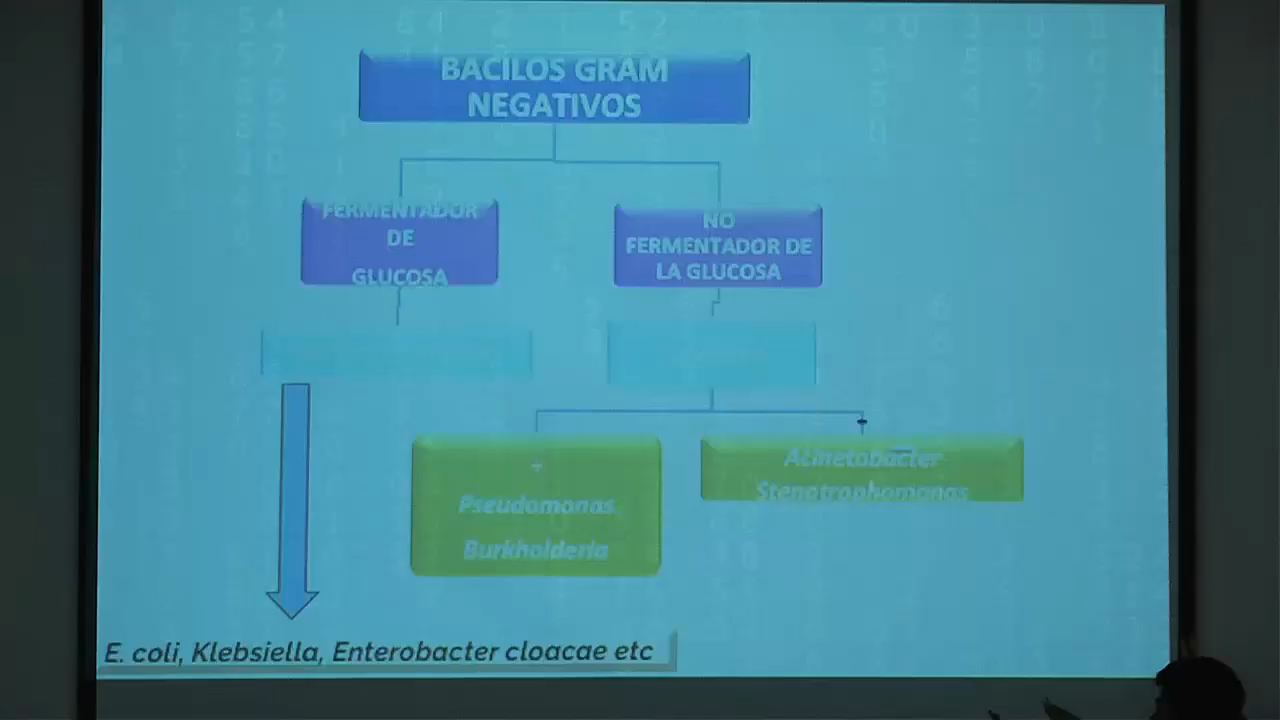 BACILOS GRAM
NEGATIVOS
FERMENTADOR
DE
GLUCOSA
NO
FERMENTADOR DE
LA GLUCOSA
+
Pseudomonas
Burkholderia
Acinetobacter
Stenotrophomonas
E. coli, Klebsiella, Enterobacter cloacae etc